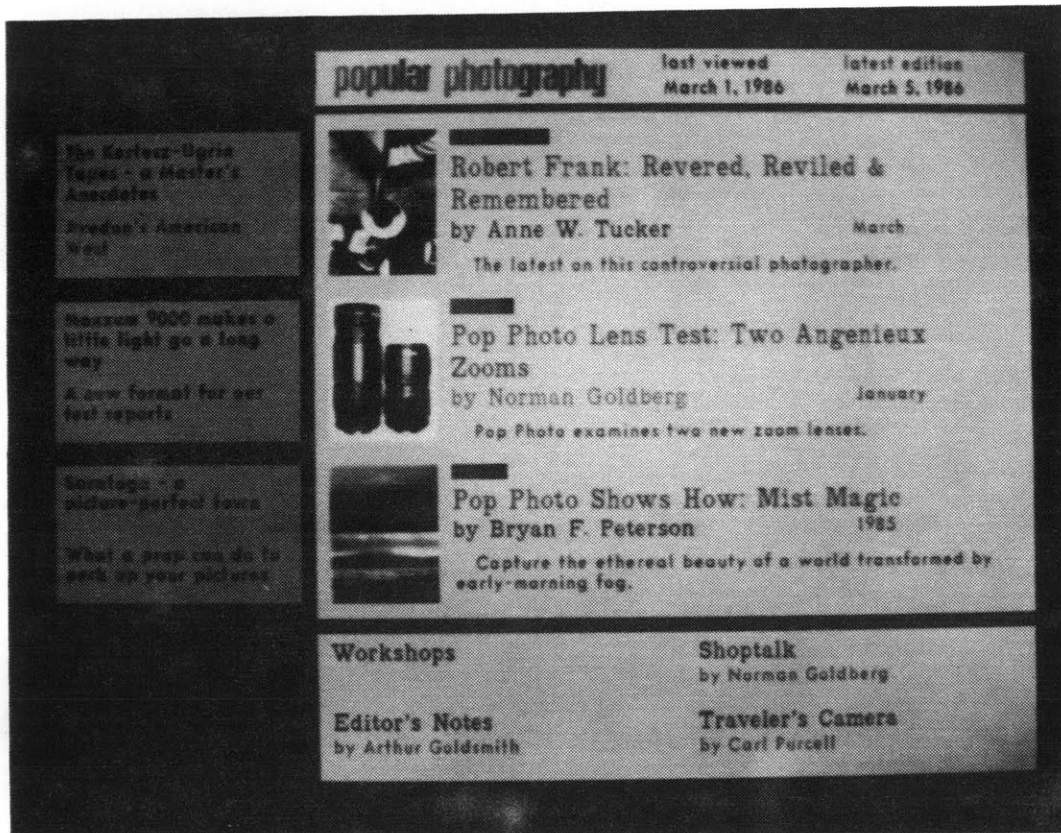 popular photography
last viewed
March 1, 1986
latest edition
March 5, 1986
The Kertesz-Ugrin
Tapes - a Master's
Anecdotes
Avedon's American
West
Maxxum 9000 makes a
little light go a long
way
A new format for our
test reports
Saratoga - a
picture-perfect town
What a prop can do to
perk up your pictures
Robert Frank: Revered, Reviled &
Remembered
by Anne W. Tucker
March
The latest on this controversial photographer.
Pop Photo Lens Test: Two Angenieux
Zooms
by Norman Goldberg
January
Pop Photo examines two new zoom lenses.
Pop Photo Shows How: Mist Magic
by Bryan F. Peterson
1985
Capture the ethereal beauty of a world transformed by
early-morning fog.
Workshops
Shoptalk
by Norman Goldberg
Editor's Notes
by Arthur Goldsmith
Traveler's Camera
by Carl Purcell